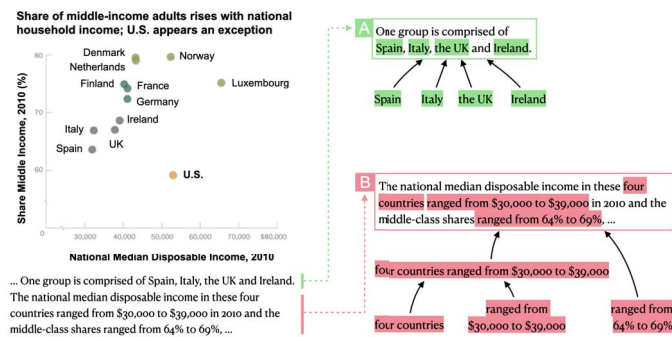 Share of middle-income adults rises with national
household income; U.S. appears an exception
Share Middle Income, 2010 (%)
80
70
60
0
Denmark
Netherlands
Norway
Finland
France
Germany
Luxembourg
Ireland
Italy
UK
Spain
U.S.
30,000
40,000
50,000
60,000
70,000
$80,000
National Median Disposable Income, 2010
... One group is comprised of Spain, Italy, the UK and Ireland.
The national median disposable income in these four
countries ranged from $30,000 to $39,000 in 2010 and the
middle-class shares ranged from 64% to 69%, ...
A
One group is comprised of
Spain, Italy, the UK and Ireland.
Spain
Italy
the UK
Ireland
B
The national median disposable income in these four
countries ranged from $30,000 to $39,000 in 2010 and the
middle-class shares ranged from 64% to 69%, ...
four countries ranged from $30,000 to $39,000
four countries
ranged from
$30,000 to $39,000
ranged from
64% to 69%